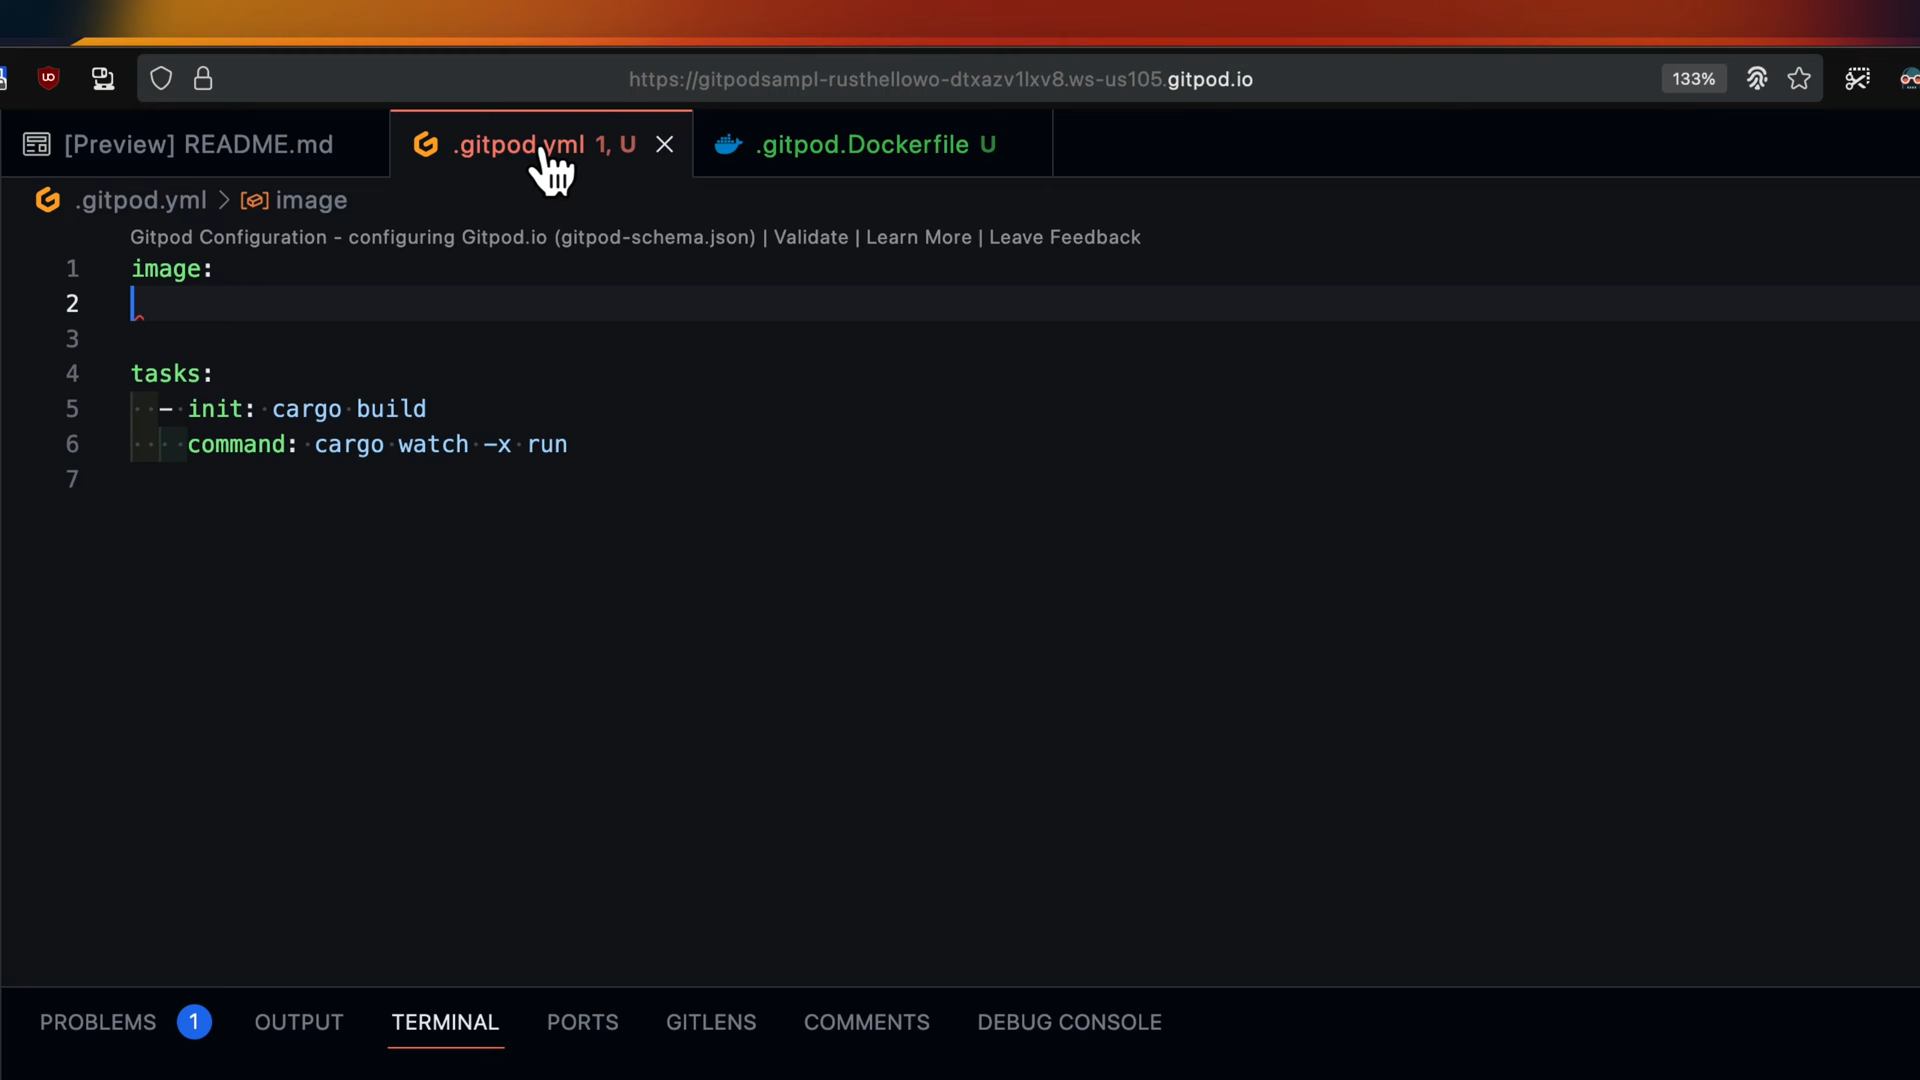 https://gitpodsampl-rusthellowo-dtxazv1lxv8.ws-us105.gitpod.io
133%
[Preview] README.md
.gitpod.yml 1, U
.gitpod.Dockerfile U
.gitpod.yml > image
Gitpod Configuration - configuring Gitpod.io (gitpod-schema.json) | Validate | Learn More | Leave Feedback
1 image:
2
3
4 tasks:
5 - init: cargo build
6 command: cargo watch -x run
7
PROBLEMS 1 OUTPUT TERMINAL PORTS GITLENS COMMENTS DEBUG CONSOLE